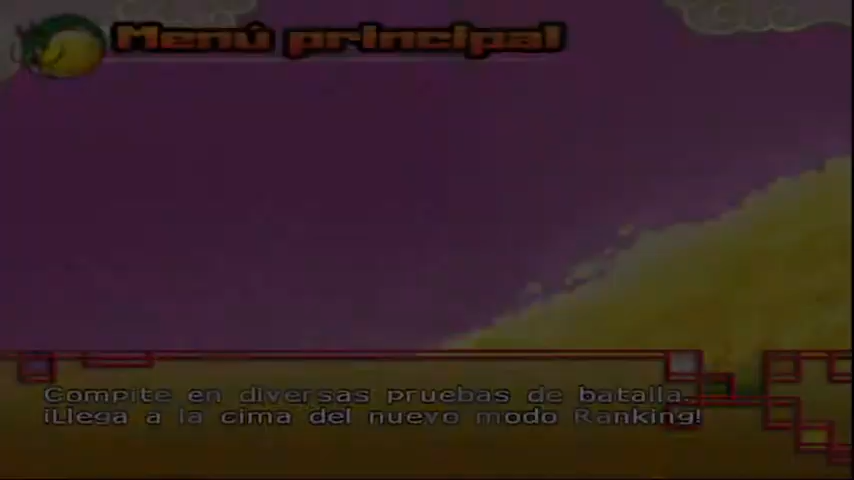 Menú principal
Compite en diversas pruebas de batalla.
¡Llega a la cima del nuevo modo Ranking!